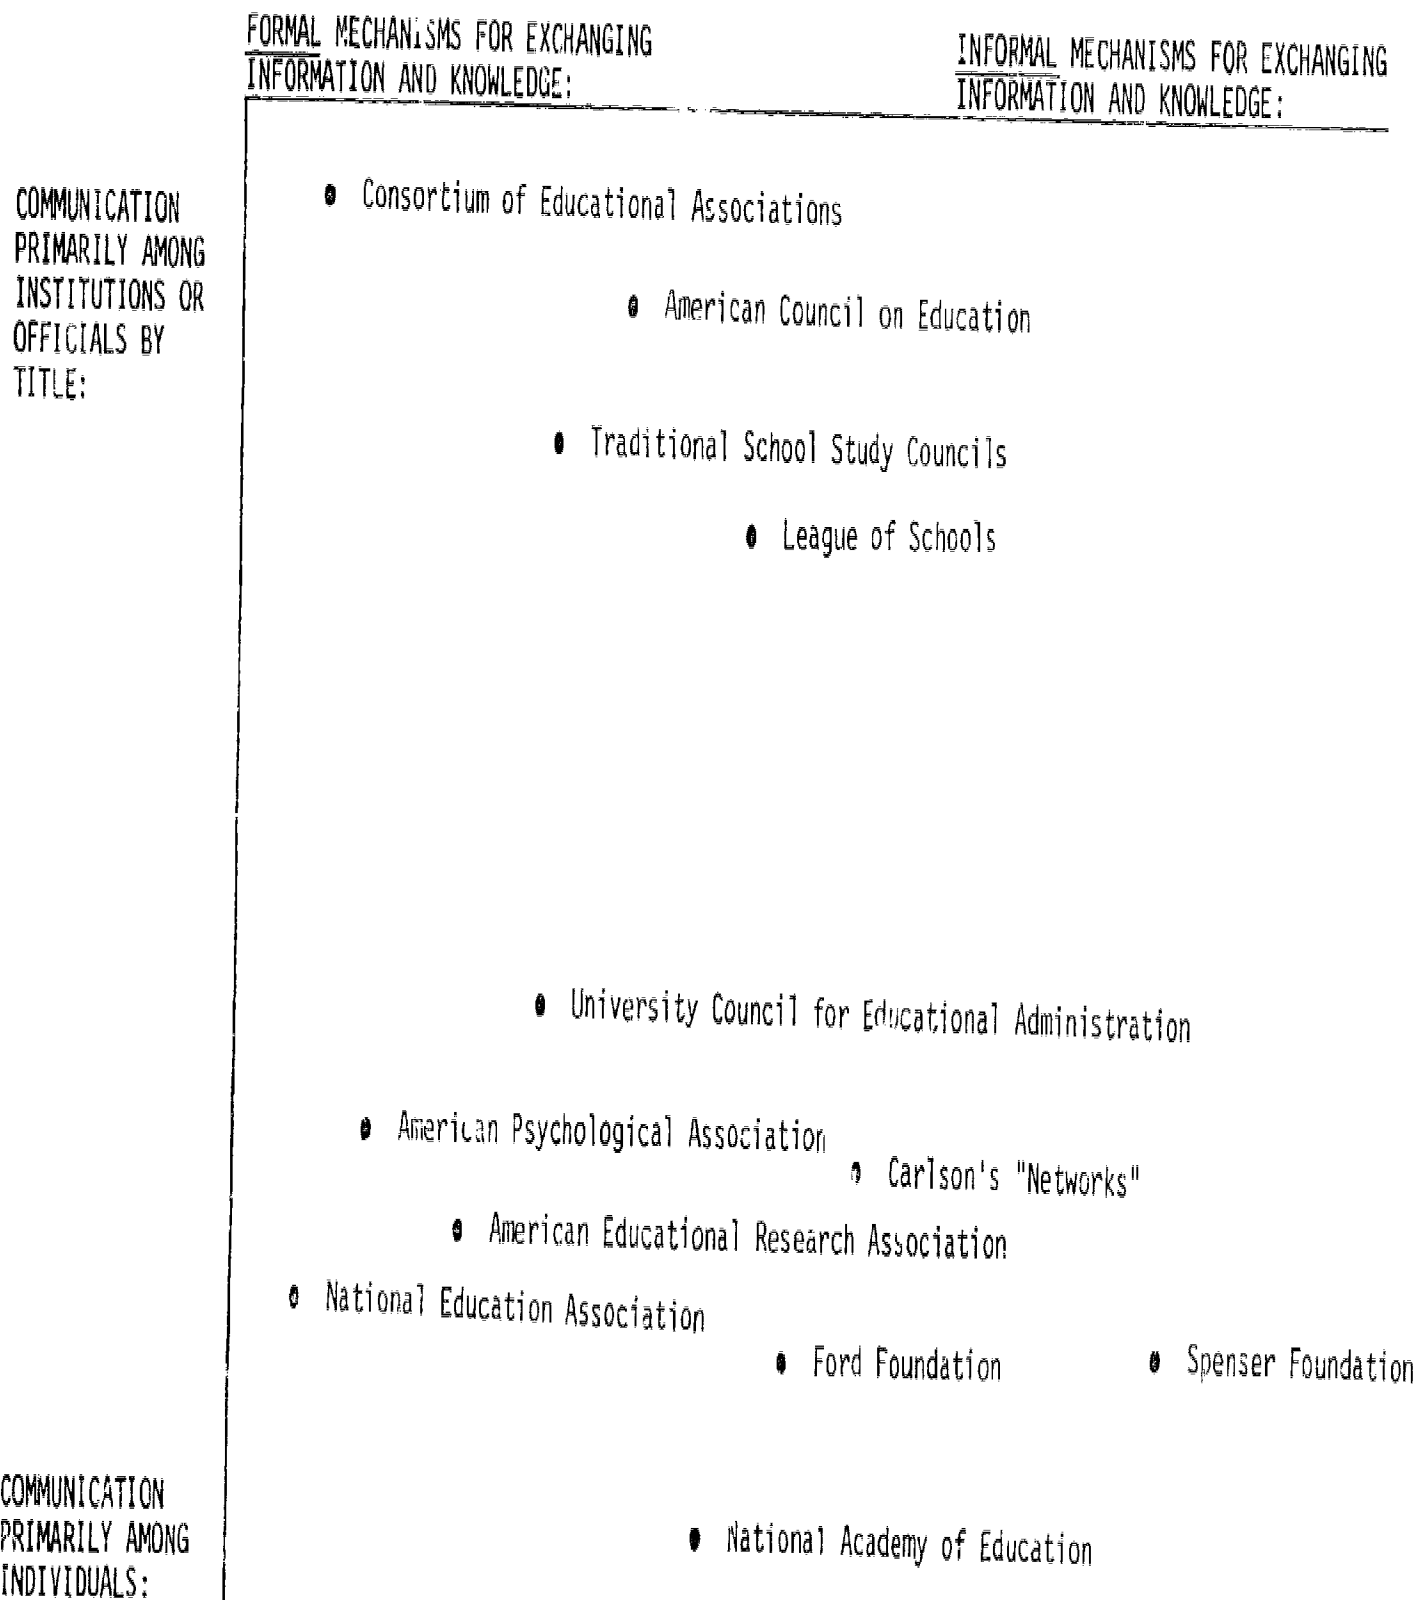 FORMAL MECHANISMS FOR EXCHANGING
INFORMATION AND KNOWLEDGE:
INFORMAL MECHANISMS FOR EXCHANGING
INFORMATION AND KNOWLEDGE:
COMMUNICATION
PRIMARILY AMONG
INSTITUTIONS OR
OFFICIALS BY
TITLE:
• Consortium of Educational Associations
• American Council on Education
• Traditional School Study Councils
• League of Schools
• University Council for Educational Administration
• American Psychological Association
• Carlson's "Networks"
• American Educational Research Association
• National Education Association
• Ford Foundation
• Spenser Foundation
COMMUNICATION
PRIMARILY AMONG
INDIVIDUALS:
• National Academy of Education